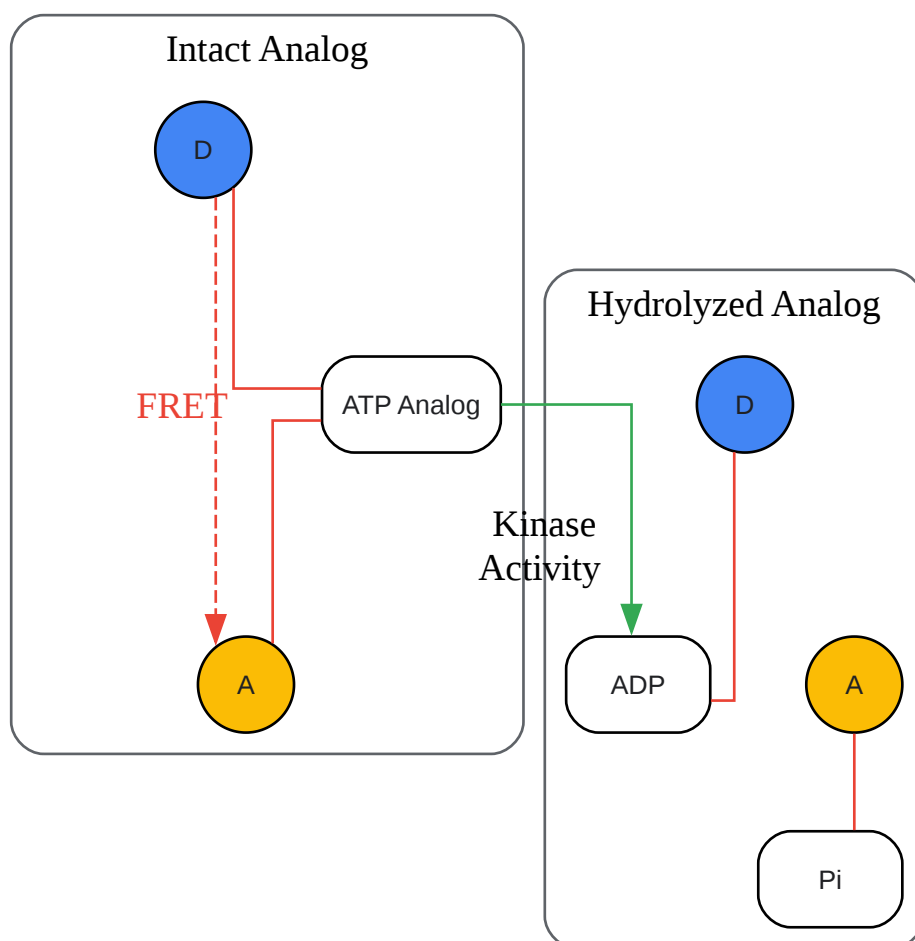 Intact Analog
D
FRET
ATP Analog
A
Kinase
Activity
Hydrolyzed Analog
D
ADP
A
Pi